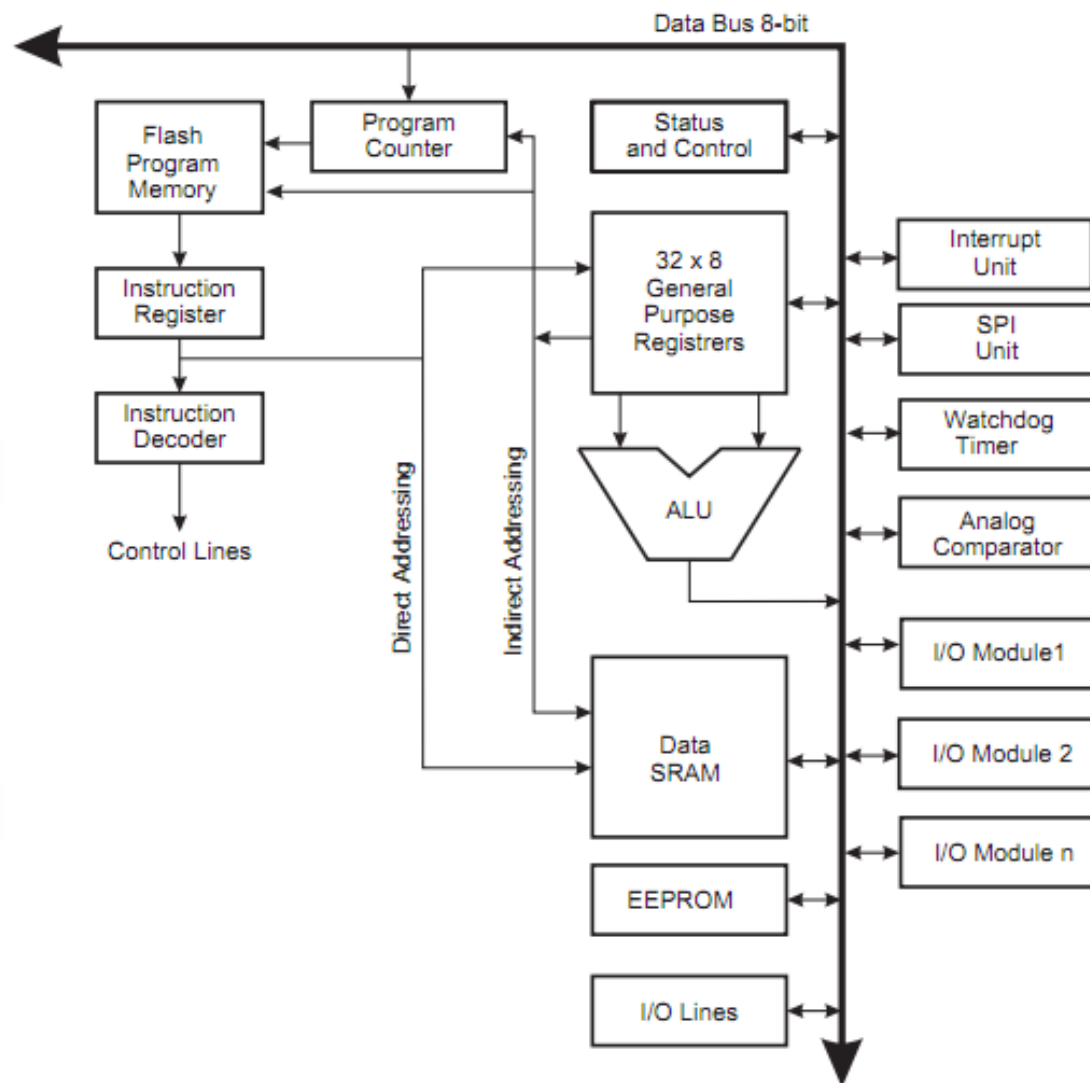 Data Bus 8-bit
Flash
Program
Memory
Program
Counter
Status
and Control
Instruction
Register
32 x 8
General
Purpose
Registrers
Interrupt
Unit
SPI
Unit
Instruction
Decoder
Watchdog
Timer
Control Lines
Direct Addressing
Indirect Addressing
ALU
Analog
Comparator
I/O Module1
Data
SRAM
I/O Module 2
I/O Module n
EEPROM
I/O Lines